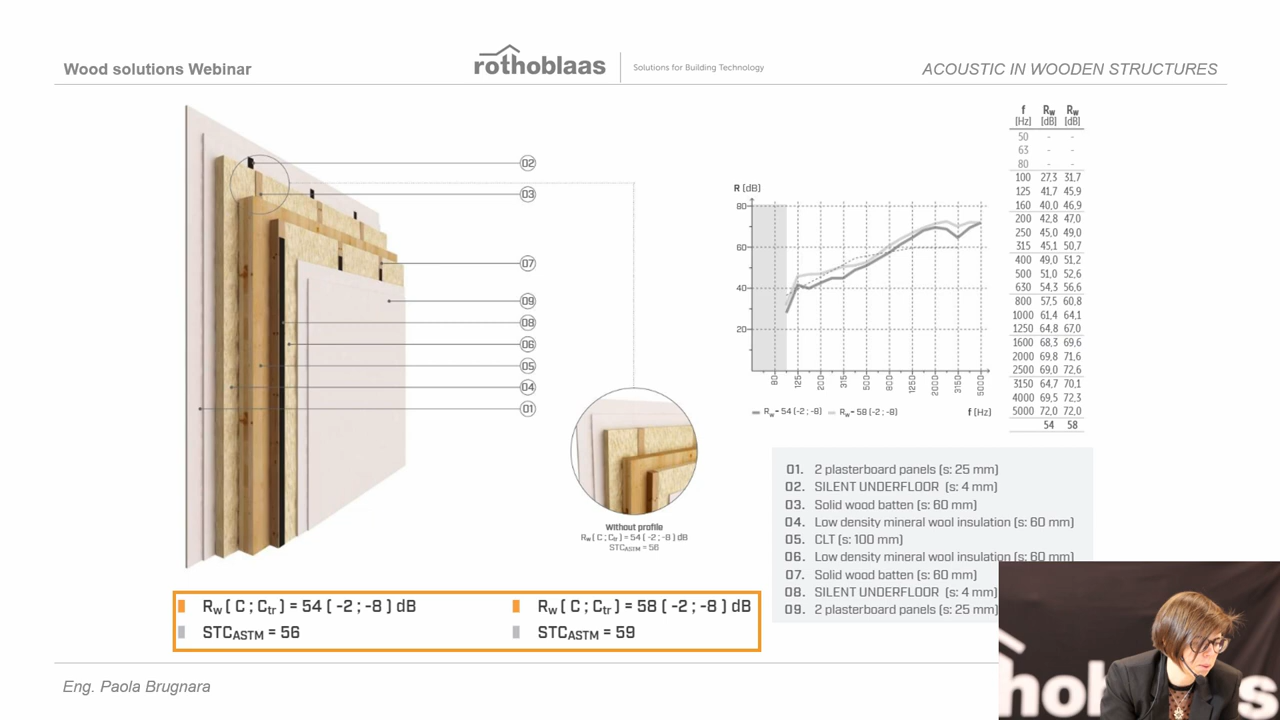 Wood solutions Webinar
rothoblaas
Solutions for Building Technology
ACOUSTIC IN WOODEN STRUCTURES
02
03
07
09
08
06
05
04
01
Without profile
Rw ( C ; Ctr ) = 54 ( -2 ; -8 ) dB
STCASTM = 56
R (dB)
80
60
40
20
80
125
200
315
500
800
1250
2000
3150
5000
Rw = 54 (-2 ; -8) Rw = 58 (-2 ; -8)
f (Hz)
f Rw Rw
[Hz] [dB] [dB]
50 - -
63 - -
80 - -
100 27,3 31,7
125 41,7 45,9
160 40,0 46,9
200 42,8 47,0
250 45,0 49,0
315 45,1 50,7
400 49,0 51,2
500 51,0 52,6
630 54,3 56,6
800 57,5 60,8
1000 61,4 64,1
1250 64,8 67,0
1600 68,3 69,6
2000 69,8 71,6
2500 69,0 72,6
3150 64,7 70,1
4000 69,5 72,3
5000 72,0 72,0
54 58
01. 2 plasterboard panels (s: 25 mm)
02. SILENT UNDERFLOOR (s: 4 mm)
03. Solid wood batten (s: 60 mm)
04. Low density mineral wool insulation (s: 60 mm)
05. CLT (s: 100 mm)
06. Low density mineral wool insulation (s: 60 mm)
07. Solid wood batten (s: 60 mm)
08. SILENT UNDERFLOOR (s: 4 mm)
09. 2 plasterboard panels (s: 25 mm)
Rw ( C ; Ctr ) = 54 ( -2 ; -8 ) dB
STCASTM = 56
Rw ( C ; Ctr ) = 58 ( -2 ; -8 ) dB
STCASTM = 59
Eng. Paola Brugnara